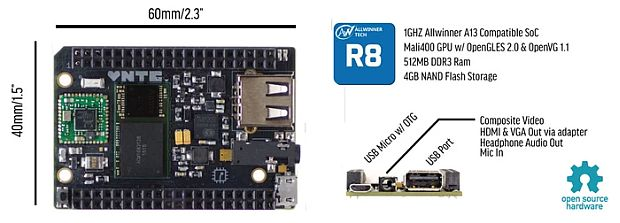 60mm/2.3"
40mm/1.5"
VNTE
ALLWINNER
TECH
R8
1GHZ Allwinner A13 Compatible SoC
Mali400 GPU w/ OpenGLES 2.0 & OpenVG 1.1
512MB DDR3 Ram
4GB NAND Flash Storage
USB Micro w/ OTG
USB Port
Composite Video
HDMI & VGA Out via adapter
Headphone Audio Out
Mic In
open source
hardware